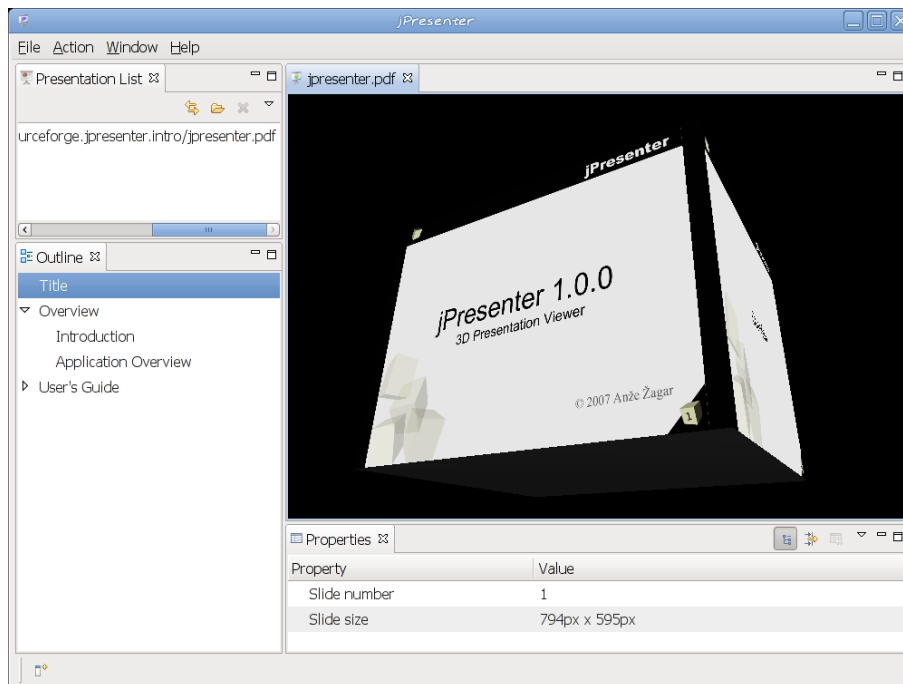 jPresenter
File Action Window Help
Presentation List
urceforge.jpresenter.intro/jpresenter.pdf
Outline
Title
Overview
Introduction
Application Overview
User's Guide
jpresenter.pdf
jPresenter
jPresenter 1.0.0
3D Presentation Viewer
© 2007 Anže Žagar
1
Properties
Property Value
Slide number 1
Slide size 794px x 595px